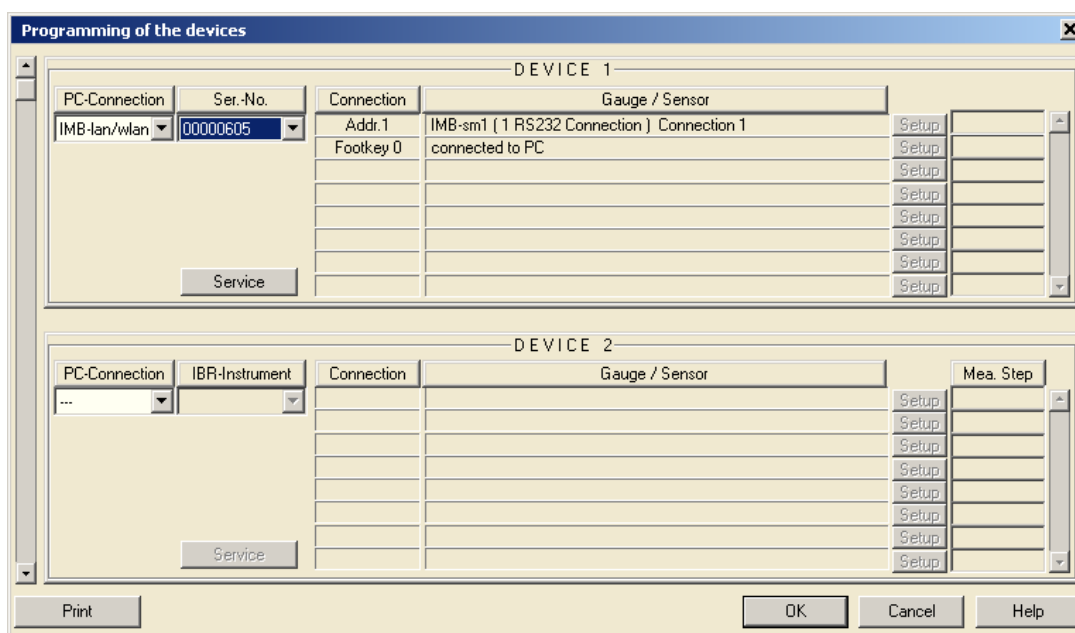 Programming of the devices
DEVICE 1
PC-Connection Ser.-No. Connection Gauge / Sensor
IMB-lan/wlan 00000605 Addr.1 IMB-sm1 ( 1 RS232 Connection ) Connection 1 Setup
Footkey 0 connected to PC Setup
Setup
Setup
Setup
Setup
Setup
Service Setup
DEVICE 2
PC-Connection IBR-Instrument Connection Gauge / Sensor Mea. Step
--- Setup
Setup
Setup
Setup
Setup
Setup
Setup
Service Setup
Print OK Cancel Help